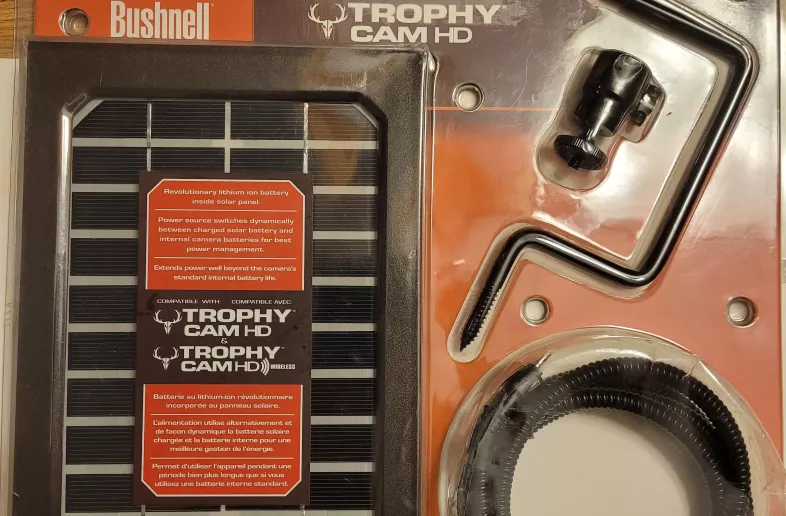 Bushnell
TROPHY™
CAM HD
Revolutionary lithium ion battery
inside solar panel.
Power source switches dynamically
between charged solar battery and
internal camera batteries for best
power management.
Extends power well beyond the camera's
standard internal battery life.
COMPATIBLE WITH: COMPATIBLE AVEC:
TROPHY™
CAM HD
&
TROPHY™
CAM HD WIRELESS
Batterie au lithium-ion révolutionnaire
incorporée au panneau solaire.
L'alimentation utilise alternativement et
de facon dynamique la batterie solaire
chargée et la batterie interne pour une
meilleure gestion de l'énergie.
Permet d'utiliser l'appareil pendant une
période bien plus longue que si vous
utilisez une batterie interne standard.